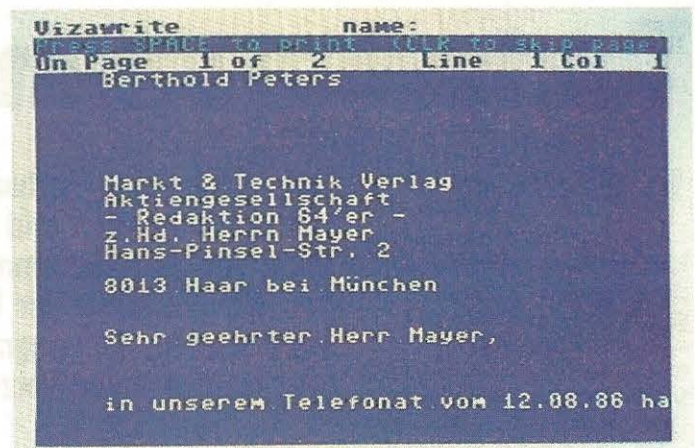 Vizawrite name:
Press SPACE to print (CLR to skip page)
On Page 1 of 2 Line 1 Col 1
Berthold Peters
Markt & Technik Verlag
Aktiengesellschaft
- Redaktion 64'er -
z.Hd. Herrn Mayer
Hans-Pinsel-Str. 2
8013 Haar bei München
Sehr geehrter Herr Mayer,
in unserem Telefonat vom 12.08.86 ha